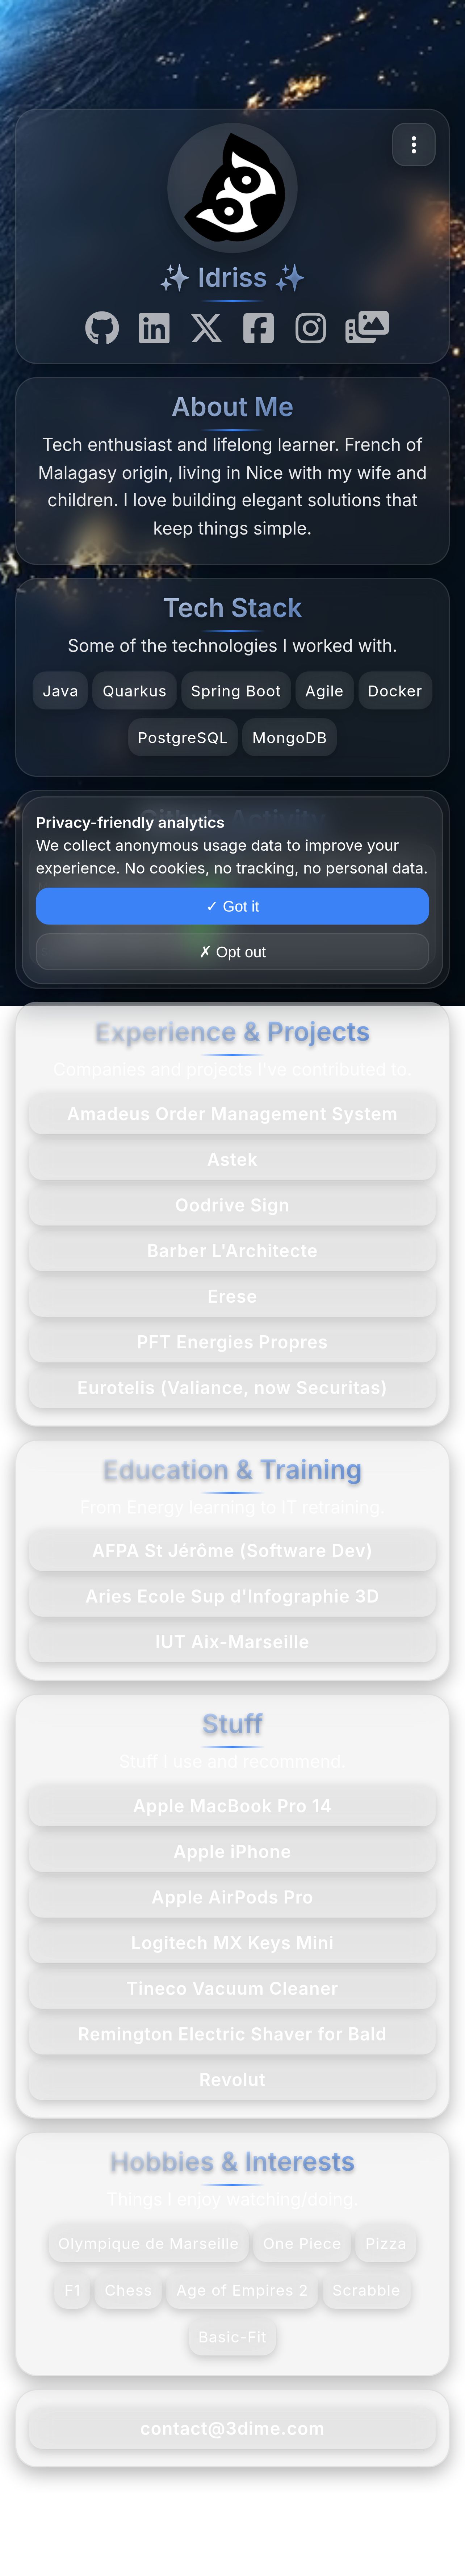 ✨ Idriss ✨
About Me
Tech enthusiast and lifelong learner. French of
Malagasy origin, living in Nice with my wife and
children. I love building elegant solutions that
keep things simple.
Tech Stack
Some of the technologies I worked with.
Java Quarkus Spring Boot Agile Docker
PostgreSQL MongoDB
Github Activity
Privacy-friendly analytics
We collect anonymous usage data to improve your
experience. No cookies, no tracking, no personal data.
✓ Got it
✗ Opt out
Experience & Projects
Companies and projects I've contributed to.
Amadeus Order Management System
Astek
Oodrive Sign
Barber L'Architecte
Erese
PFT Energies Propres
Eurotelis (Valiance, now Securitas)
Education & Training
From Energy learning to IT retraining.
AFPA St Jérôme (Software Dev)
Aries Ecole Sup d'Infographie 3D
IUT Aix-Marseille
Stuff
Stuff I use and recommend.
Apple MacBook Pro 14
Apple iPhone
Apple AirPods Pro
Logitech MX Keys Mini
Tineco Vacuum Cleaner
Remington Electric Shaver for Bald
Revolut
Hobbies & Interests
Things I enjoy watching/doing.
Olympique de Marseille One Piece Pizza
F1 Chess Age of Empires 2 Scrabble
Basic-Fit
contact@3dime.com